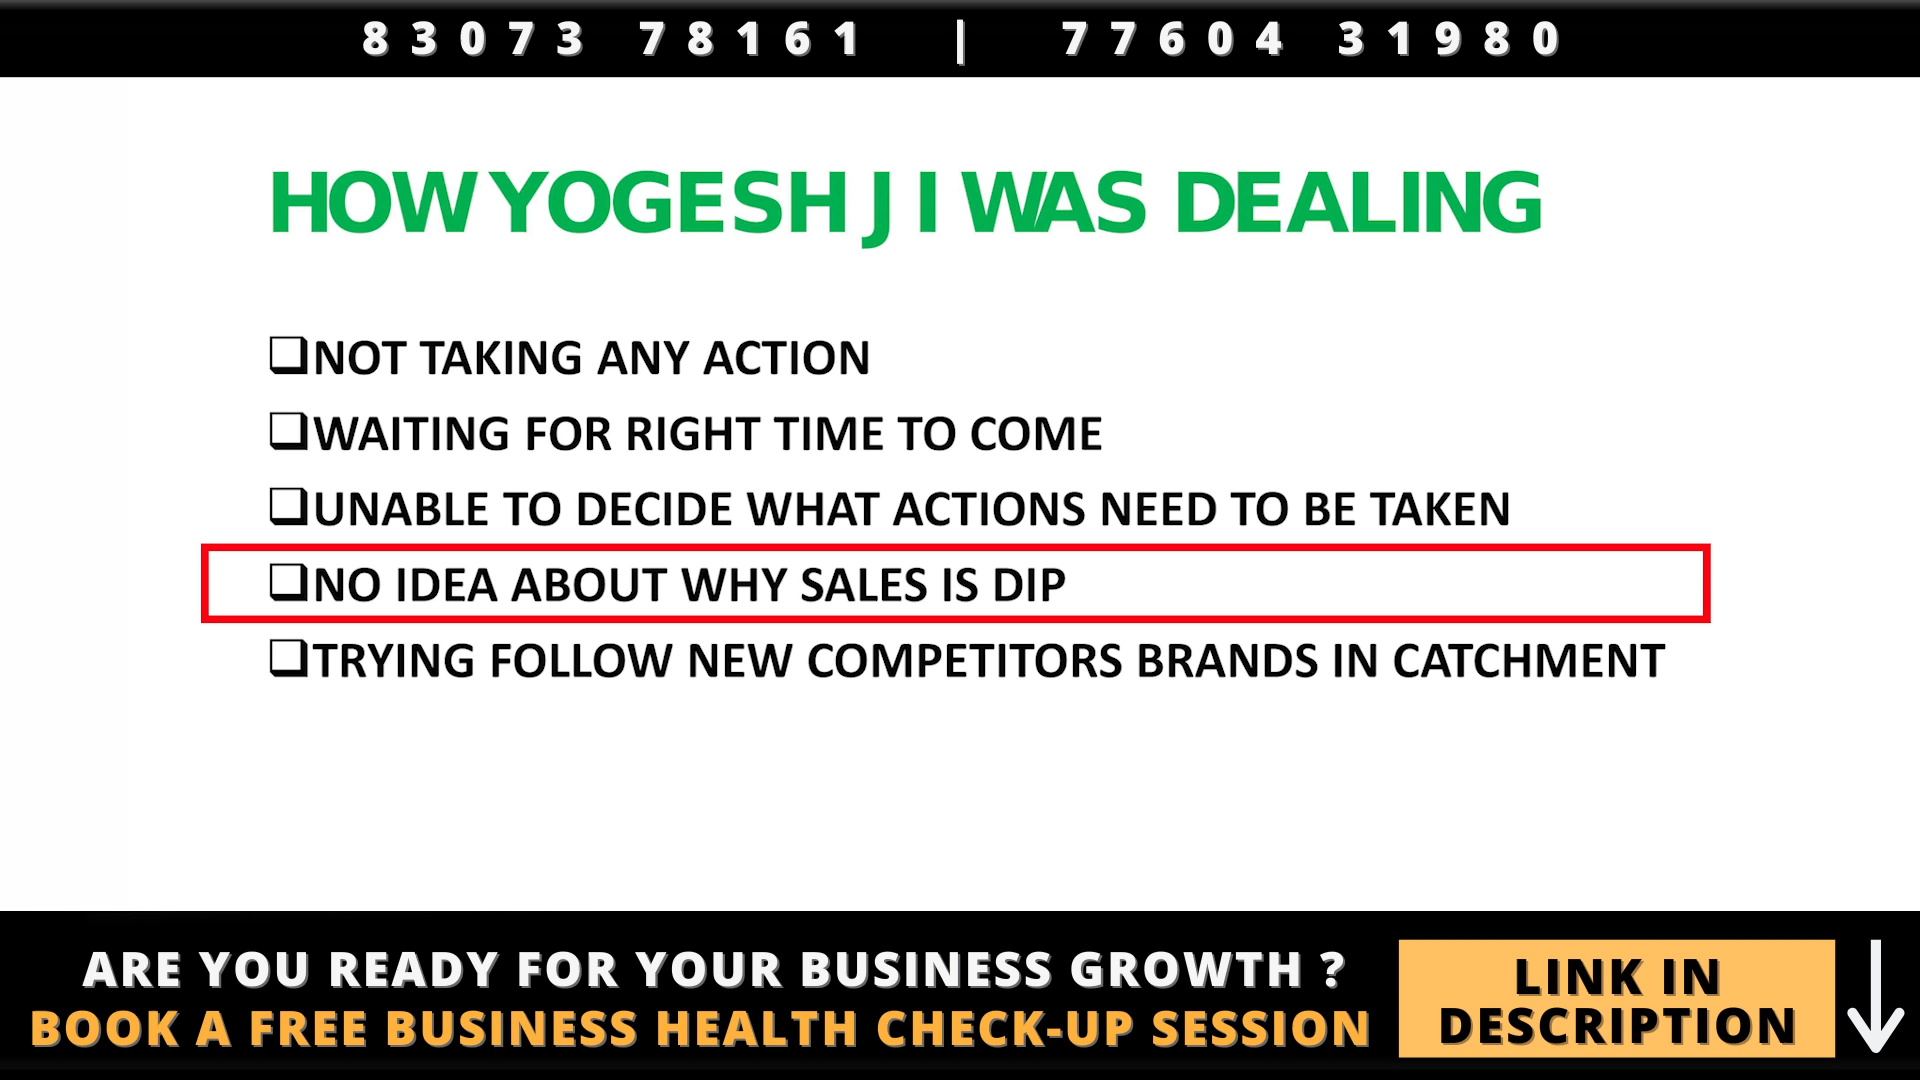 83073 78161 | 77604 31980
HOW YOGESH JI WAS DEALING
❑NOT TAKING ANY ACTION
❑WAITING FOR RIGHT TIME TO COME
❑UNABLE TO DECIDE WHAT ACTIONS NEED TO BE TAKEN
❑NO IDEA ABOUT WHY SALES IS DIP
❑TRYING FOLLOW NEW COMPETITORS BRANDS IN CATCHMENT
ARE YOU READY FOR YOUR BUSINESS GROWTH ?
BOOK A FREE BUSINESS HEALTH CHECK-UP SESSION
LINK IN
DESCRIPTION